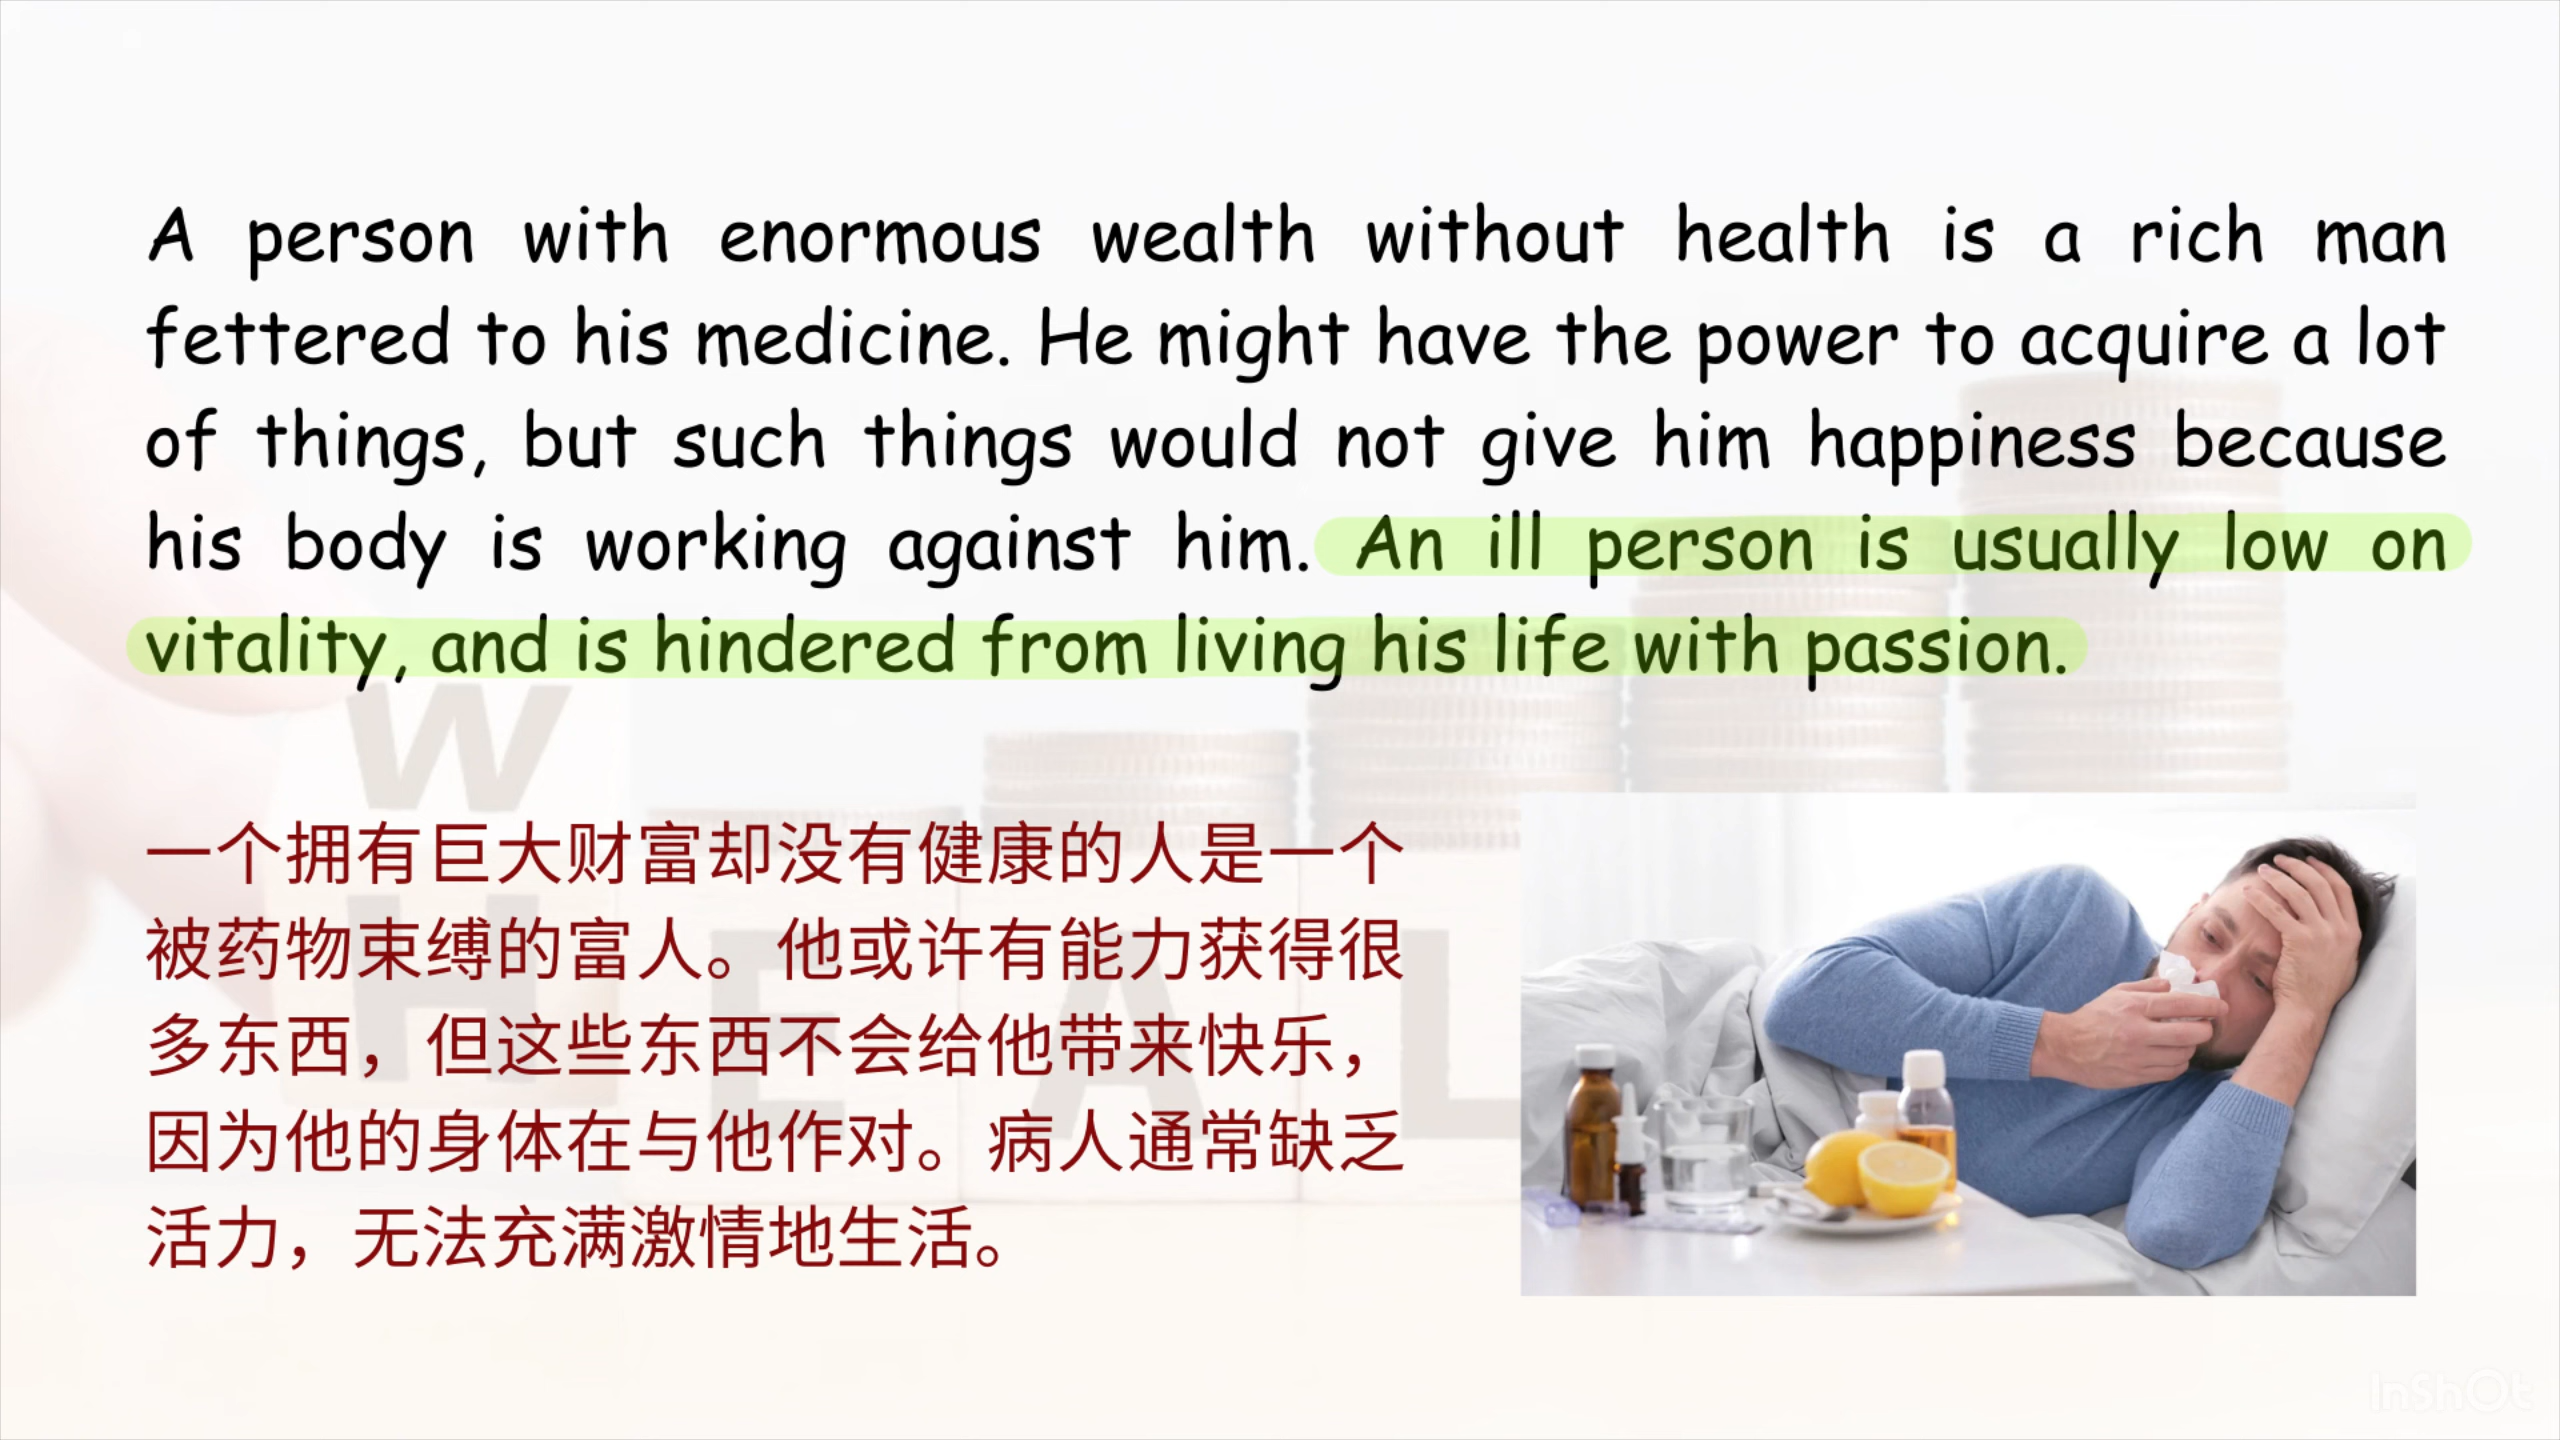 A person with enormous wealth without health is a rich man
fettered to his medicine. He might have the power to acquire a lot
of things, but such things would not give him happiness because
his body is working against him. An ill person is usually low on
vitality, and is hindered from living his life with passion.
W
H E A L
一个拥有巨大财富却没有健康的人是一个
被药物束缚的富人。他或许有能力获得很
多东西，但这些东西不会给他带来快乐，
因为他的身体在与他作对。病人通常缺乏
活力，无法充满激情地生活。
InShOt